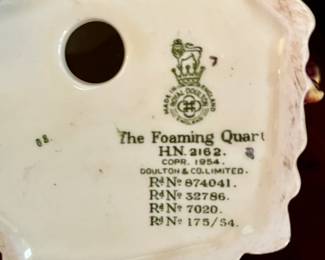 MADE IN ENGLAND
ROYAL DOULTON
ENGLAND
The Foaming Quart
H.N. 2162.
COPR. 1954.
DOULTON & CO. LIMITED.
Rd No 874041.
Rd No 32786.
Rd No 7020.
Rd No 175/54.